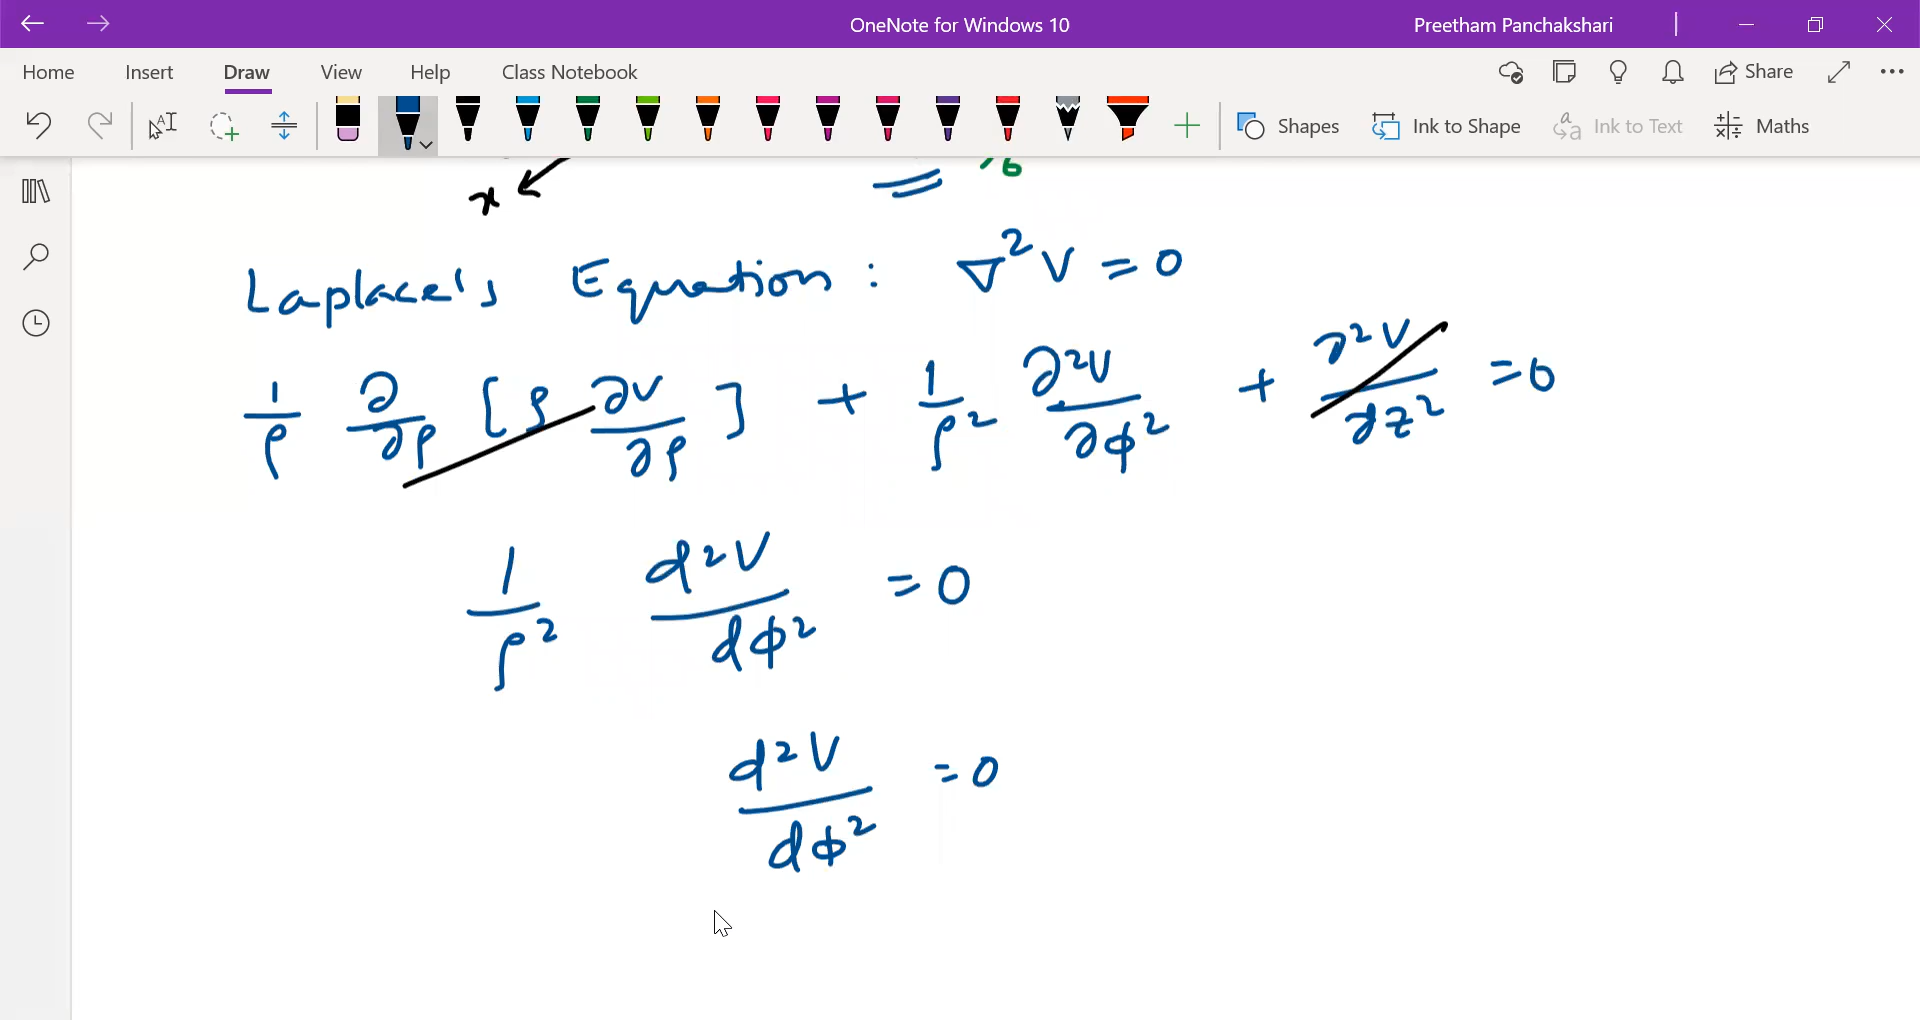 OneNote for Windows 10 Preetham Panchakshari
Home Insert Draw View Help Class Notebook Share
Shapes Ink to Shape Ink to Text Maths
x
Laplace's Equation : ∇²V = 0
1/ρ ∂/∂ρ [ρ ∂V/∂ρ] + 1/ρ² ∂²V/∂φ² + ∂²V/∂z² = 0
1/ρ² d²V/dφ² = 0
d²V/dφ² = 0